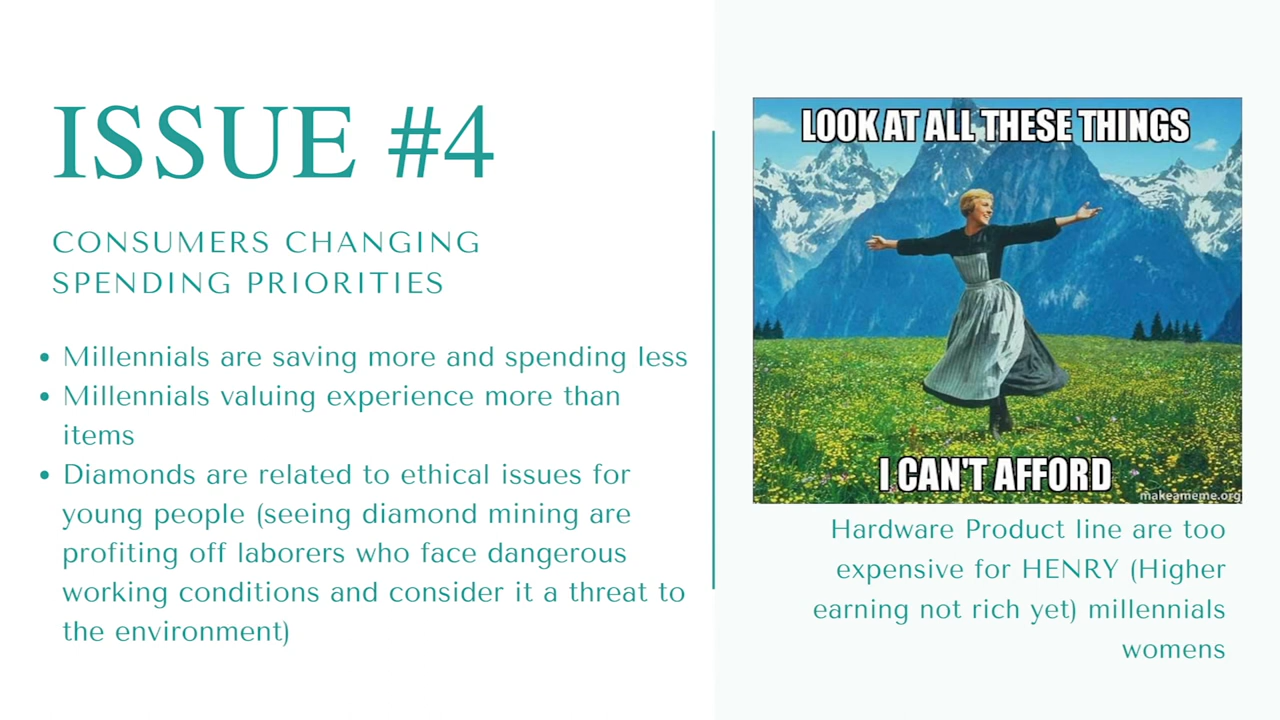 ISSUE #4
CONSUMERS CHANGING
SPENDING PRIORITIES
• Millennials are saving more and spending less
• Millennials valuing experience more than
items
• Diamonds are related to ethical issues for
young people (seeing diamond mining are
profiting off laborers who face dangerous
working conditions and consider it a threat to
the environment)
LOOK AT ALL THESE THINGS
I CAN'T AFFORD
makeameme.org
Hardware Product line are too
expensive for HENRY (Higher
earning not rich yet) millennials
womens